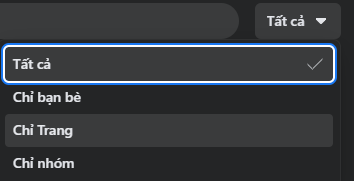 Tất cả
Tất cả
Chỉ bạn bè
Chỉ Trang
Chỉ nhóm